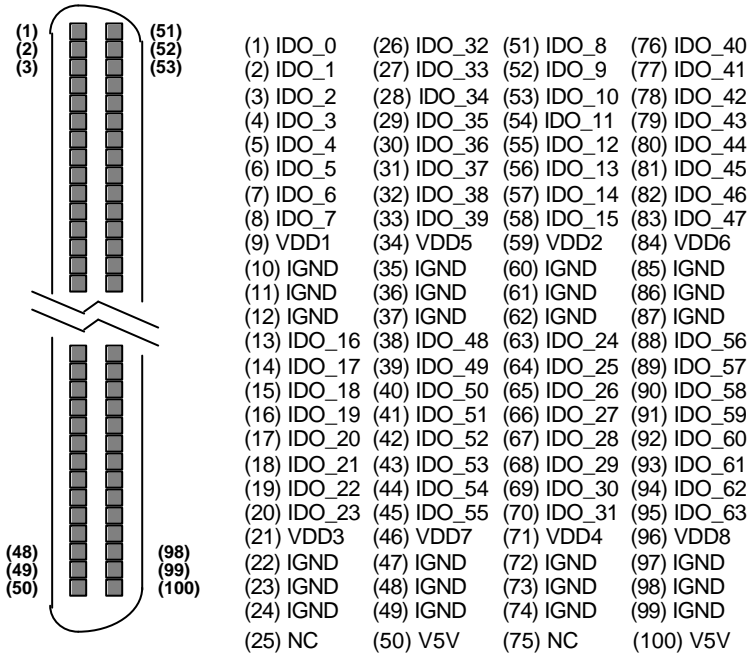 (1) (51)
(2) (52)
(3) (53)
(48) (98)
(49) (99)
(50) (100)
(1) IDO_0 (26) IDO_32 (51) IDO_8 (76) IDO_40
(2) IDO_1 (27) IDO_33 (52) IDO_9 (77) IDO_41
(3) IDO_2 (28) IDO_34 (53) IDO_10 (78) IDO_42
(4) IDO_3 (29) IDO_35 (54) IDO_11 (79) IDO_43
(5) IDO_4 (30) IDO_36 (55) IDO_12 (80) IDO_44
(6) IDO_5 (31) IDO_37 (56) IDO_13 (81) IDO_45
(7) IDO_6 (32) IDO_38 (57) IDO_14 (82) IDO_46
(8) IDO_7 (33) IDO_39 (58) IDO_15 (83) IDO_47
(9) VDD1 (34) VDD5 (59) VDD2 (84) VDD6
(10) IGND (35) IGND (60) IGND (85) IGND
(11) IGND (36) IGND (61) IGND (86) IGND
(12) IGND (37) IGND (62) IGND (87) IGND
(13) IDO_16 (38) IDO_48 (63) IDO_24 (88) IDO_56
(14) IDO_17 (39) IDO_49 (64) IDO_25 (89) IDO_57
(15) IDO_18 (40) IDO_50 (65) IDO_26 (90) IDO_58
(16) IDO_19 (41) IDO_51 (66) IDO_27 (91) IDO_59
(17) IDO_20 (42) IDO_52 (67) IDO_28 (92) IDO_60
(18) IDO_21 (43) IDO_53 (68) IDO_29 (93) IDO_61
(19) IDO_22 (44) IDO_54 (69) IDO_30 (94) IDO_62
(20) IDO_23 (45) IDO_55 (70) IDO_31 (95) IDO_63
(21) VDD3 (46) VDD7 (71) VDD4 (96) VDD8
(22) IGND (47) IGND (72) IGND (97) IGND
(23) IGND (48) IGND (73) IGND (98) IGND
(24) IGND (49) IGND (74) IGND (99) IGND
(25) NC (50) V5V (75) NC (100) V5V